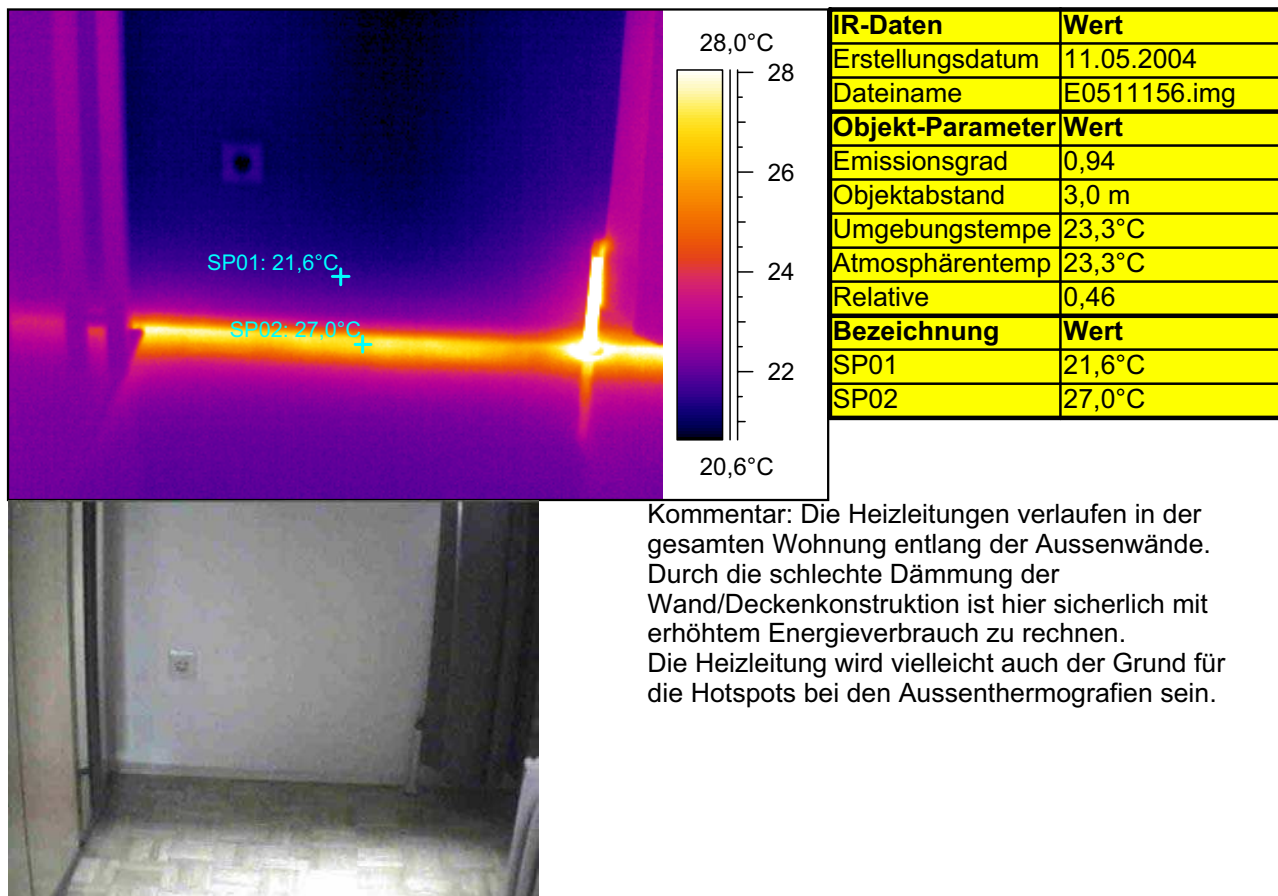 28,0°C
28
26
24
22
20,6°C
SP01: 21,6°C
SP02: 27,0°C
IR-Daten Wert
Erstellungsdatum 11.05.2004
Dateiname E0511156.img
Objekt-Parameter Wert
Emissionsgrad 0,94
Objektabstand 3,0 m
Umgebungstempe 23,3°C
Atmosphärentemp 23,3°C
Relative 0,46
Bezeichnung Wert
SP01 21,6°C
SP02 27,0°C
Kommentar: Die Heizleitungen verlaufen in der
gesamten Wohnung entlang der Aussenwände.
Durch die schlechte Dämmung der
Wand/Deckenkonstruktion ist hier sicherlich mit
erhöhtem Energieverbrauch zu rechnen.
Die Heizleitung wird vielleicht auch der Grund für
die Hotspots bei den Aussenthermografien sein.